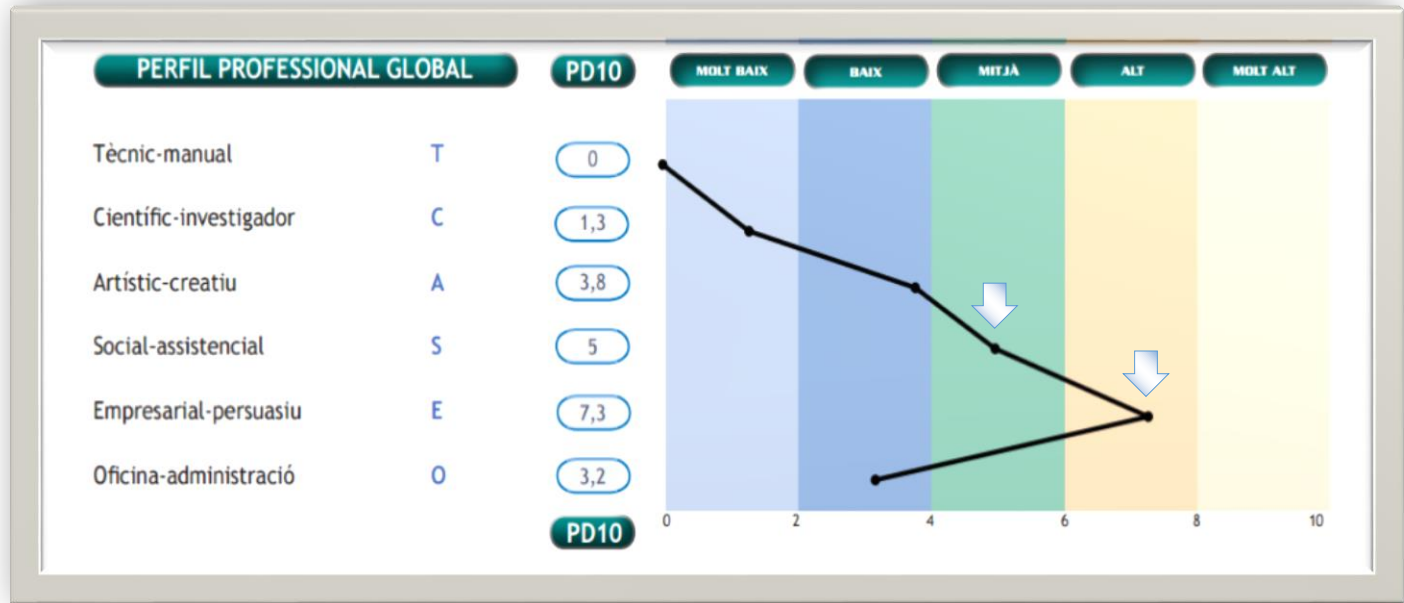 PERFIL PROFESSIONAL GLOBAL PD10 MOLT BAIX BAIX MITJÀ ALT MOLT ALT
Tècnic-manual T 0
Científic-investigador C 1,3
Artístic-creatiu A 3,8
Social-assistencial S 5
Empresarial-persuasiu E 7,3
Oficina-administració O 3,2
PD10 0 2 4 6 8 10